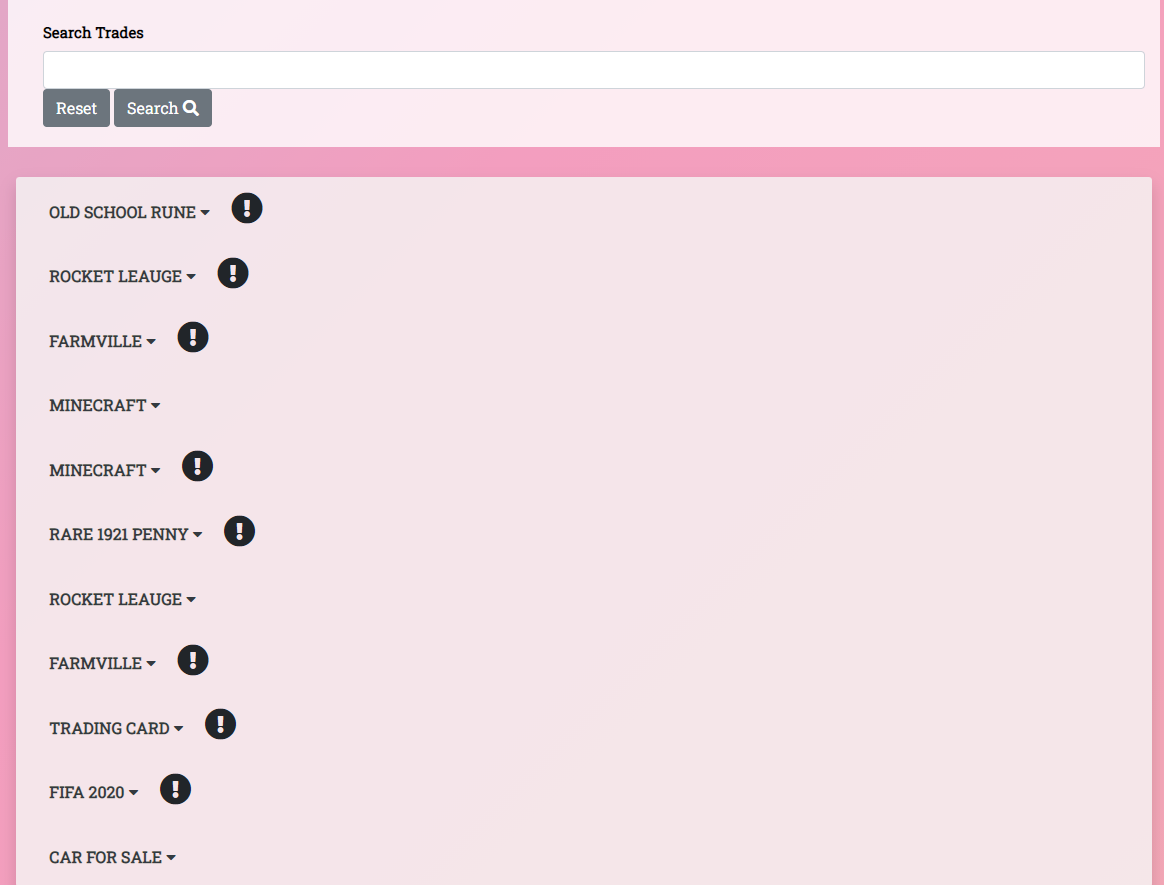 Search Trades
Reset Search
OLD SCHOOL RUNE
ROCKET LEAUGE
FARMVILLE
MINECRAFT
MINECRAFT
RARE 1921 PENNY
ROCKET LEAUGE
FARMVILLE
TRADING CARD
FIFA 2020
CAR FOR SALE